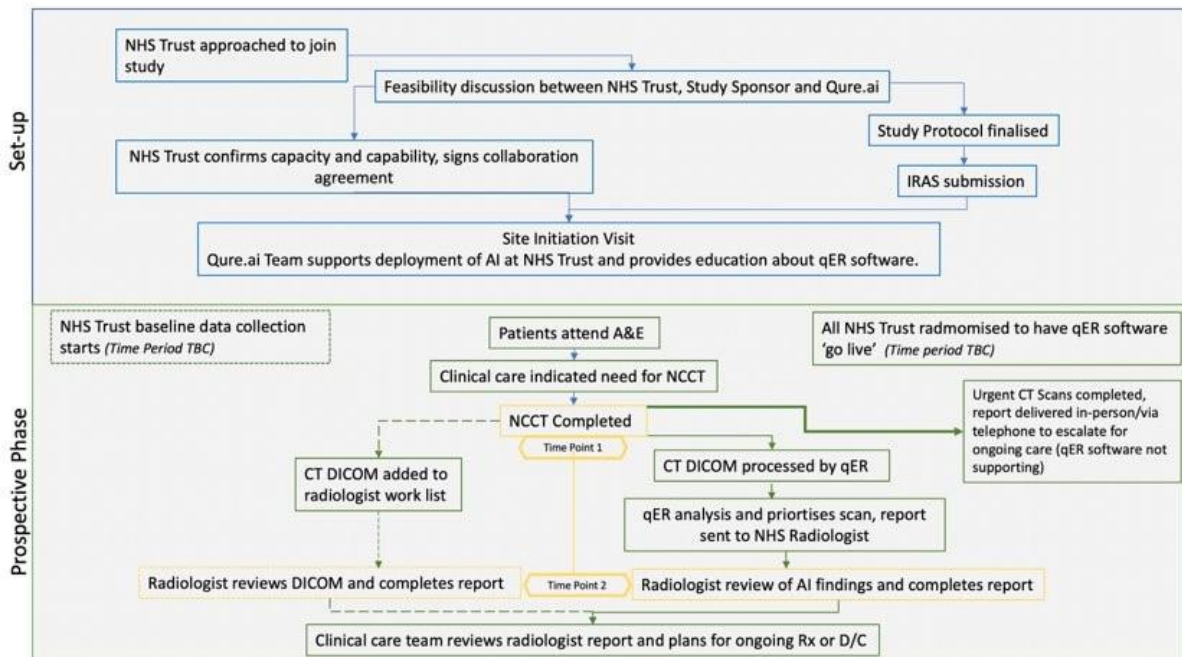 Set-up
NHS Trust approached to join
study
Feasibility discussion between NHS Trust, Study Sponsor and Qure.ai
Study Protocol finalised
NHS Trust confirms capacity and capability, signs collaboration
agreement
IRAS submission
Site Initiation Visit
Qure.ai Team supports deployment of AI at NHS Trust and provides education about qER software.
Prospective Phase
NHS Trust baseline data collection
starts (Time Period TBC)
Patients attend A&E
All NHS Trust radmomised to have qER software
‘go live’ (Time period TBC)
Clinical care indicated need for NCCT
NCCT Completed
Urgent CT Scans completed,
report delivered in-person/via
telephone to escalate for
ongoing care (qER software not
supporting)
Time Point 1
CT DICOM added to
radiologist work list
CT DICOM processed by qER
qER analysis and priortises scan, report
sent to NHS Radiologist
Radiologist reviews DICOM and completes report
Time Point 2
Radiologist review of AI findings and completes report
Clinical care team reviews radiologist report and plans for ongoing Rx or D/C